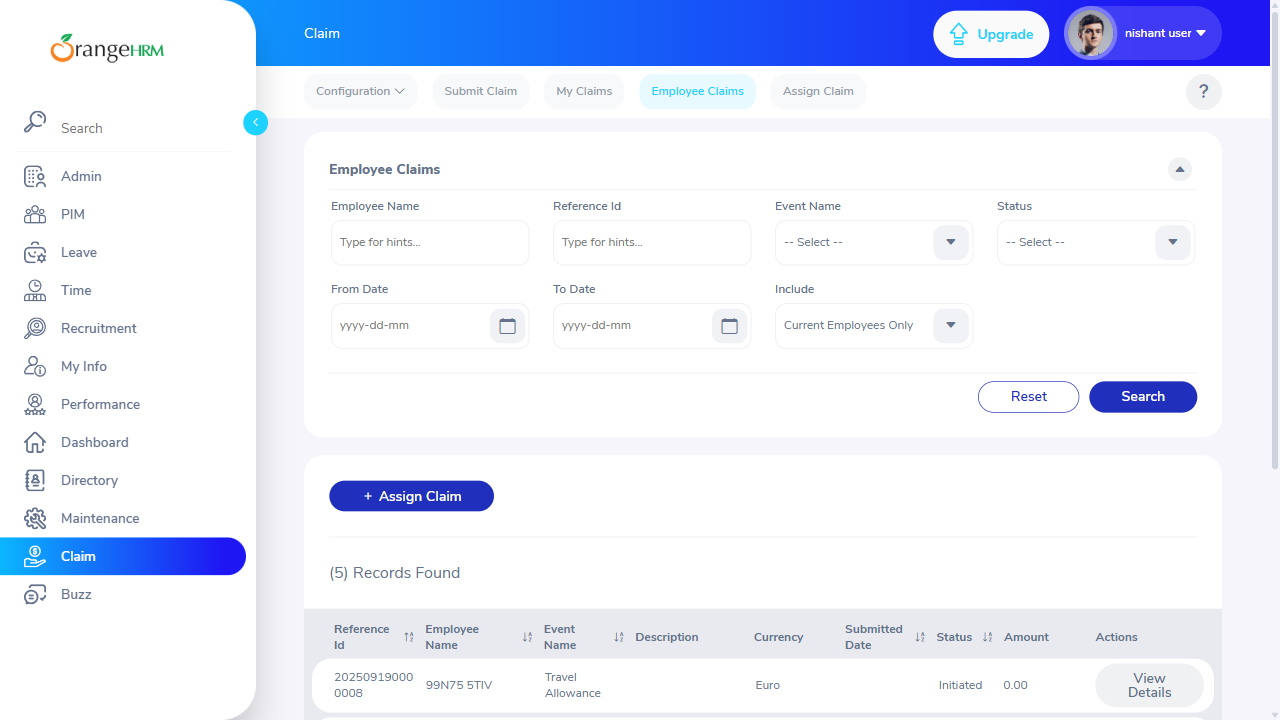 OrangeHRM
Claim
Upgrade
nishant user
Search
Configuration
Submit Claim
My Claims
Employee Claims
Assign Claim
?
Admin
PIM
Leave
Time
Recruitment
My Info
Performance
Dashboard
Directory
Maintenance
Claim
Buzz
Employee Claims
Employee Name
Reference Id
Event Name
Status
Type for hints...
Type for hints...
-- Select --
-- Select --
From Date
To Date
Include
yyyy-dd-mm
yyyy-dd-mm
Current Employees Only
Reset
Search
+ Assign Claim
(5) Records Found
Reference
Id
Employee
Name
Event
Name
Description
Currency
Submitted
Date
Status
Amount
Actions
20250919000
0008
99N75 5TIV
Travel
Allowance
Euro
Initiated
0.00
View
Details